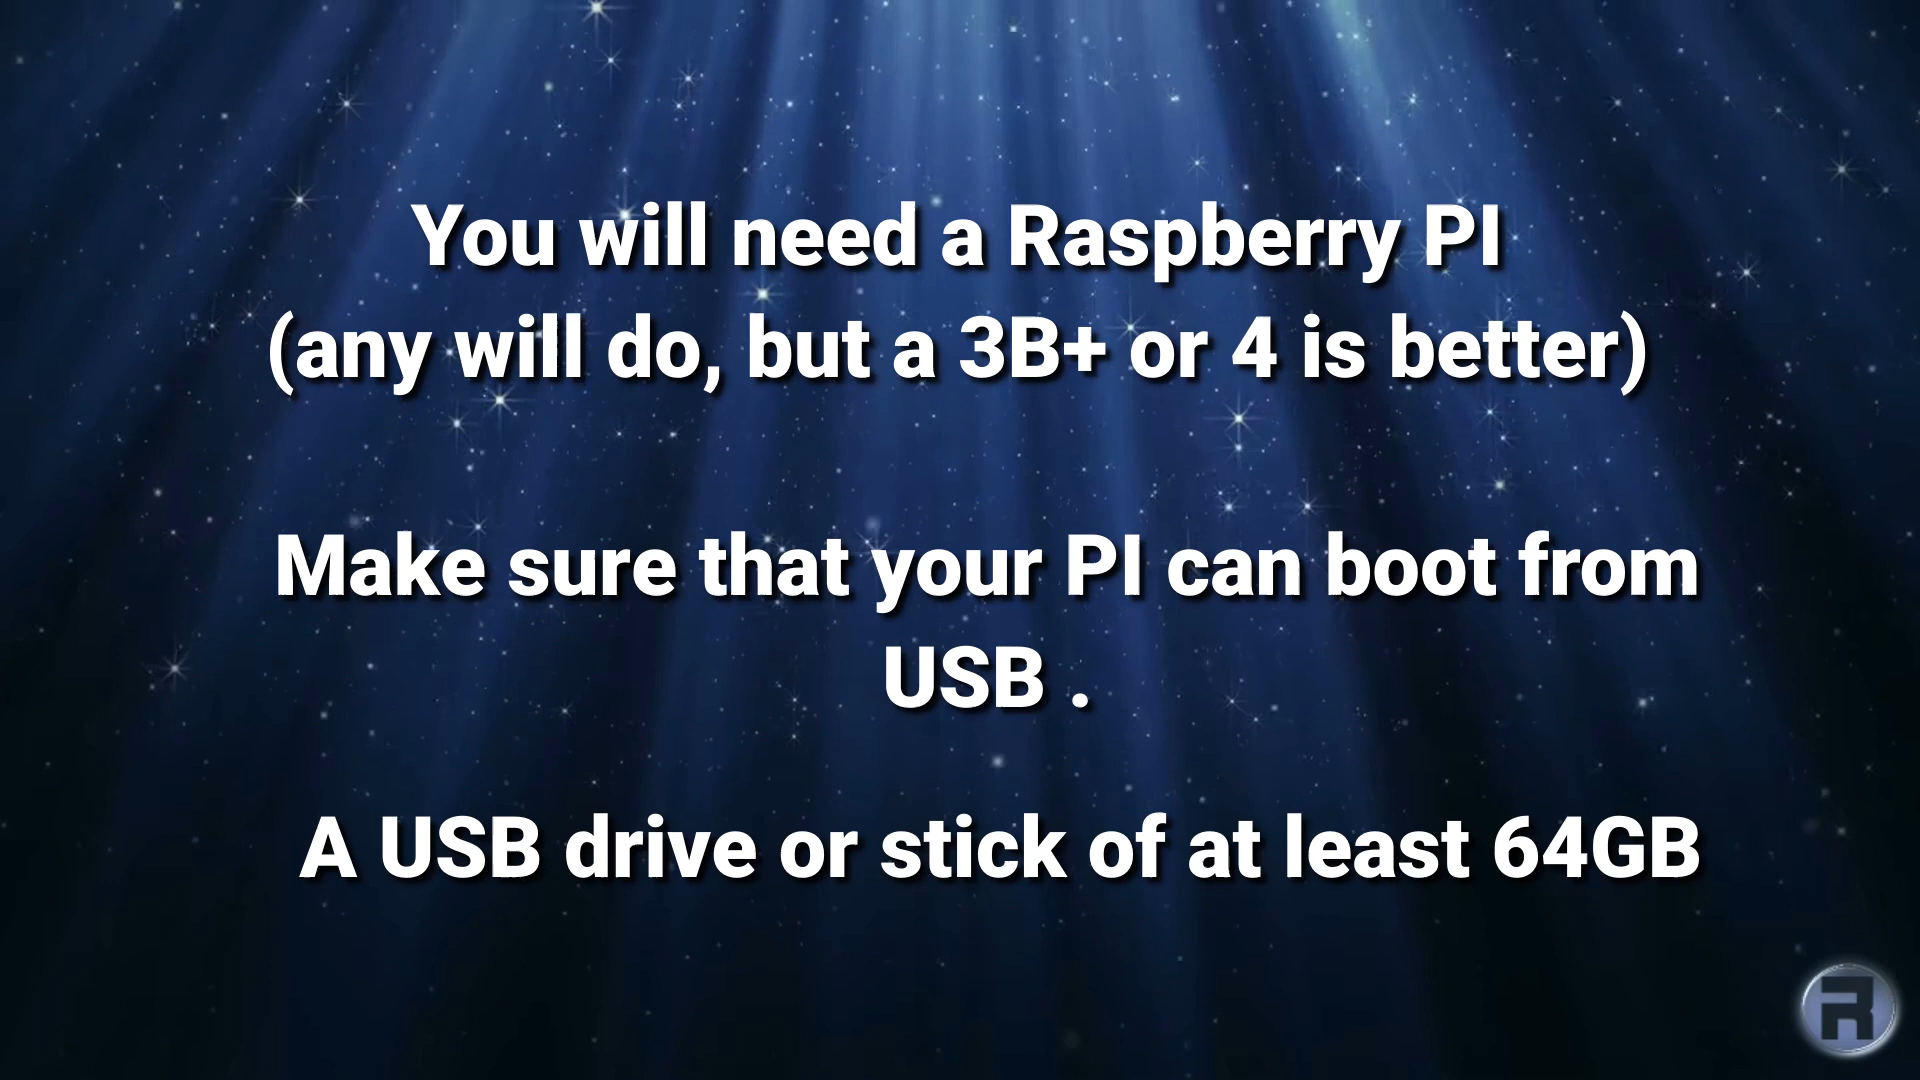 You will need a Raspberry PI
(any will do, but a 3B+ or 4 is better)
Make sure that your PI can boot from
USB .
A USB drive or stick of at least 64GB
R